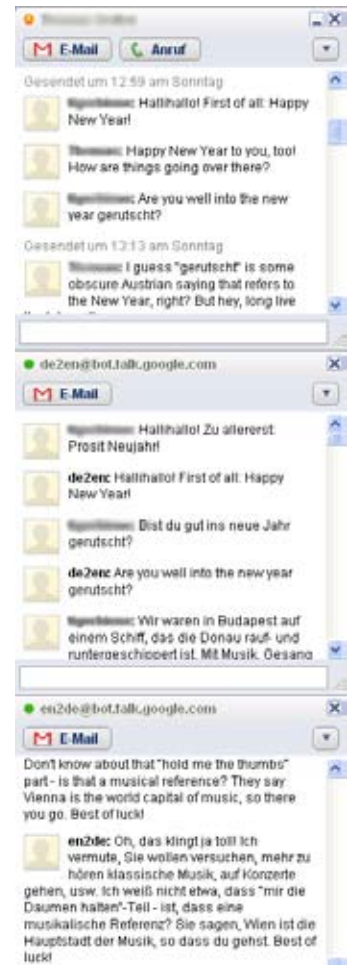 E-Mail Anruf
Gesendet um 12:59 am Sonntag
Hallihallo! First of all: Happy
New Year!
Happy New Year to you, too!
How are things going over there?
Are you well into the new
year gerutscht?
Gesendet um 13:13 am Sonntag
I guess "gerutscht" is some
obscure Austrian saying that refers to
the New Year, right? But hey, long live
de2en@bot.talk.google.com
E-Mail
Hallihallo! Zu allererst:
Prosit Neujahr!
de2en: Hallihallo! First of all: Happy
New Year!
Bist du gut ins neue Jahr
gerutscht?
de2en: Are you well into the new year
gerutscht?
Wir waren in Budapest auf
einem Schiff, das die Donau rauf- und
runtergeschippert ist. Mit Musik, Gesang
en2de@bot.talk.google.com
E-Mail
Don't know about that "hold me the thumbs"
part - is that a musical reference? They say
Vienna is the world capital of music, so there
you go. Best of luck!
en2de: Oh, das klingt ja toll! Ich
vermute, Sie wollen versuchen, mehr zu
hören klassische Musik, auf Konzerte
gehen, usw. Ich weiß nicht etwa, dass "mir die
Daumen halten"-Teil - ist, dass eine
musikalische Referenz? Sie sagen, Wien ist die
Hauptstadt der Musik, so dass du gehst. Best of
luck!